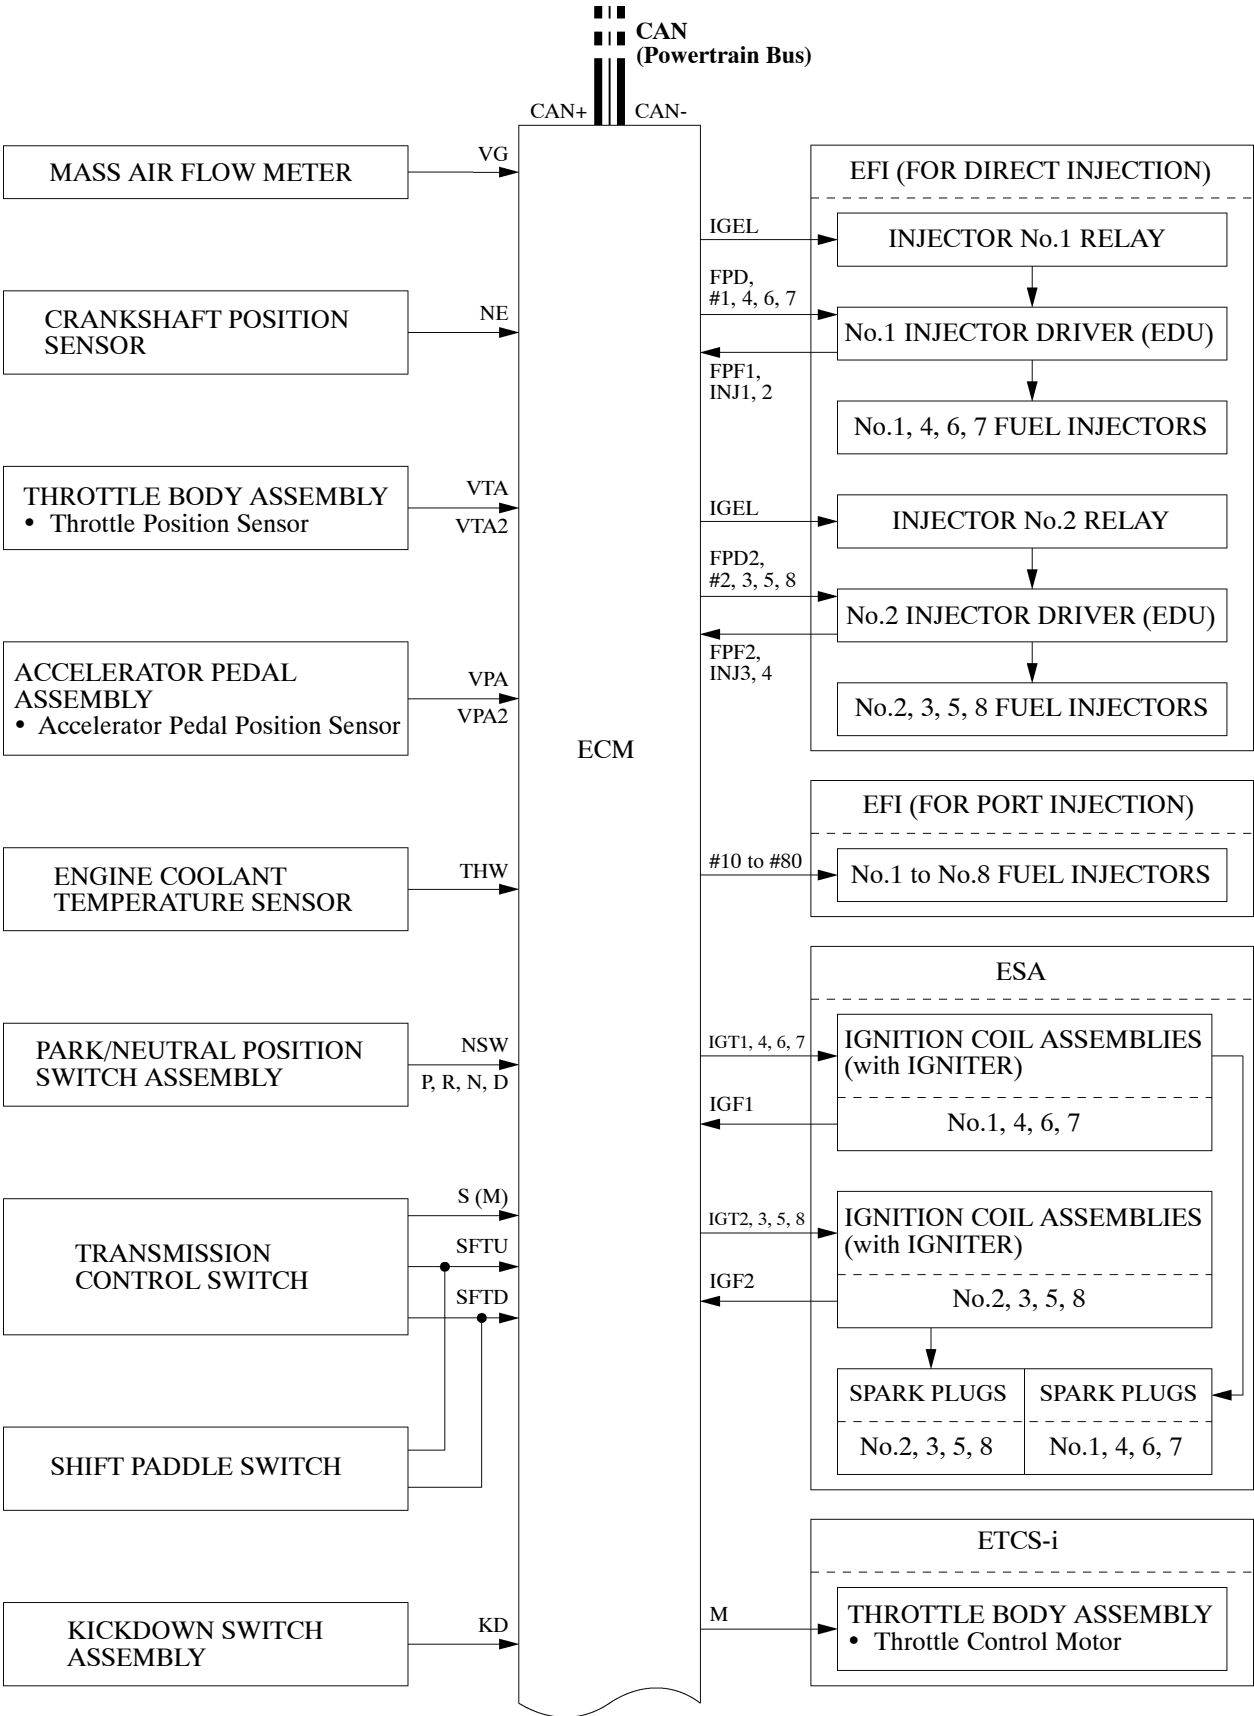 CAN
(Powertrain Bus)
CAN+
CAN-
MASS AIR FLOW METER
VG
CRANKSHAFT POSITION
SENSOR
NE
THROTTLE BODY ASSEMBLY
• Throttle Position Sensor
VTA
VTA2
ACCELERATOR PEDAL
ASSEMBLY
• Accelerator Pedal Position Sensor
VPA
VPA2
ENGINE COOLANT
TEMPERATURE SENSOR
THW
PARK/NEUTRAL POSITION
SWITCH ASSEMBLY
NSW
P, R, N, D
TRANSMISSION
CONTROL SWITCH
S (M)
SFTU
SFTD
SHIFT PADDLE SWITCH
KICKDOWN SWITCH
ASSEMBLY
KD
ECM
EFI (FOR DIRECT INJECTION)
IGEL
INJECTOR No.1 RELAY
FPD,
#1, 4, 6, 7
No.1 INJECTOR DRIVER (EDU)
FPF1,
INJ1, 2
No.1, 4, 6, 7 FUEL INJECTORS
IGEL
INJECTOR No.2 RELAY
FPD2,
#2, 3, 5, 8
No.2 INJECTOR DRIVER (EDU)
FPF2,
INJ3, 4
No.2, 3, 5, 8 FUEL INJECTORS
EFI (FOR PORT INJECTION)
#10 to #80
No.1 to No.8 FUEL INJECTORS
ESA
IGT1, 4, 6, 7
IGNITION COIL ASSEMBLIES
(with IGNITER)
IGF1
No.1, 4, 6, 7
IGT2, 3, 5, 8
IGNITION COIL ASSEMBLIES
(with IGNITER)
IGF2
No.2, 3, 5, 8
SPARK PLUGS
No.2, 3, 5, 8
SPARK PLUGS
No.1, 4, 6, 7
ETCS-i
M
THROTTLE BODY ASSEMBLY
• Throttle Control Motor